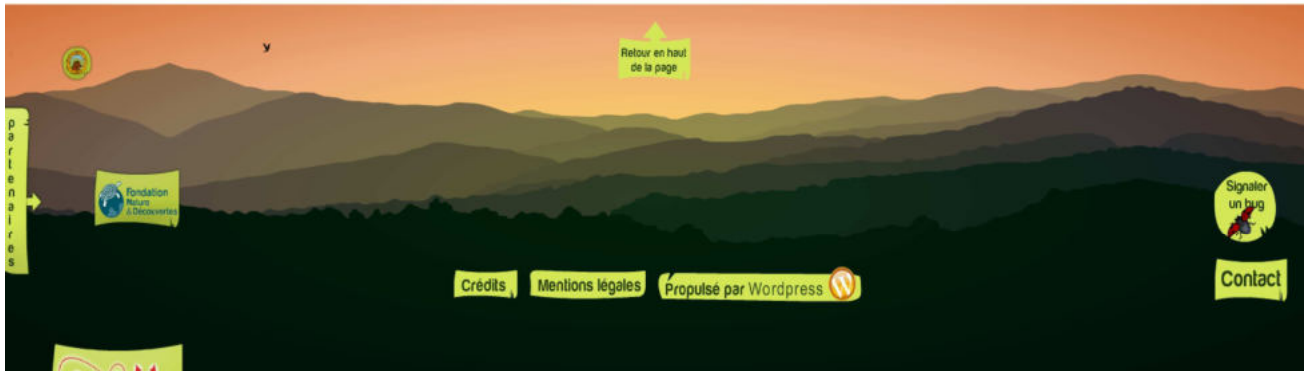 Retour en haut
de la page
partenaires
Fondation
Nature
& Découvertes
Signaler
un bug
Crédits
Mentions légales
Propulsé par Wordpress
Contact